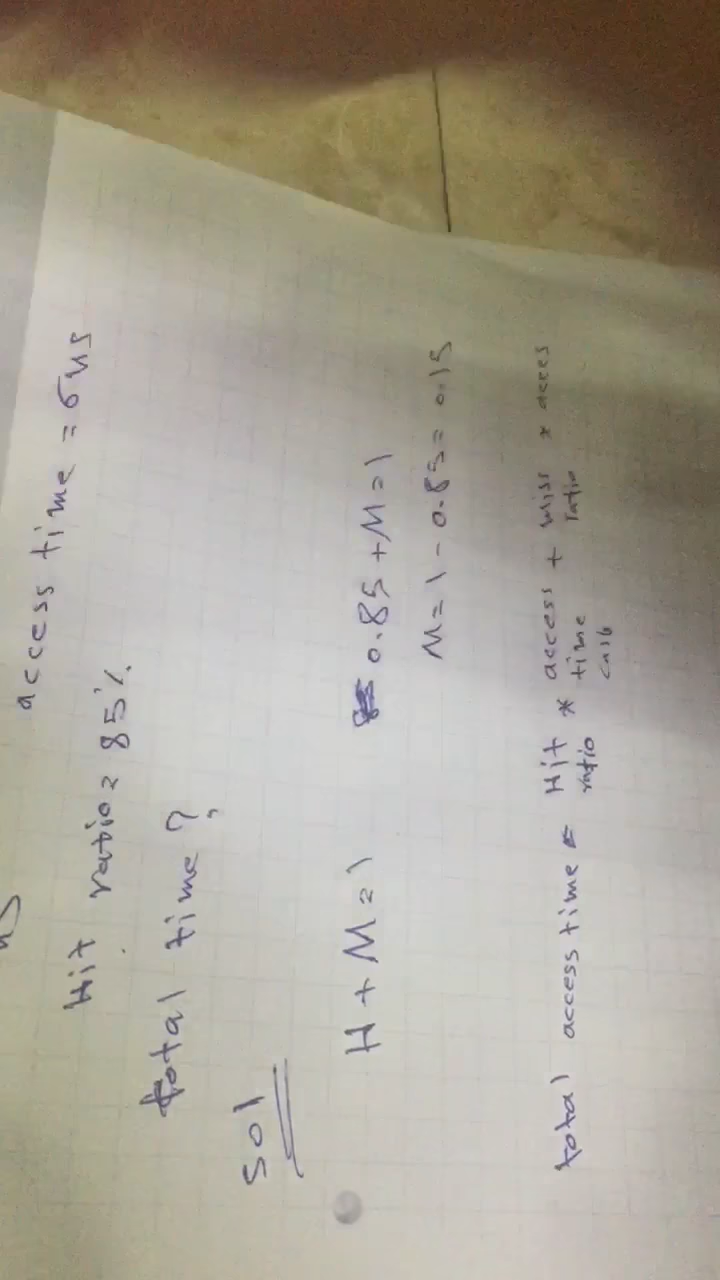 access time = 6 ns
Hit ratio = 85%
total time?
Sol
H + M = 1 0.85 + M = 1
M = 1 - 0.85 = 0.15
total access time = Hit * access + miss * acces
ratio time ratio